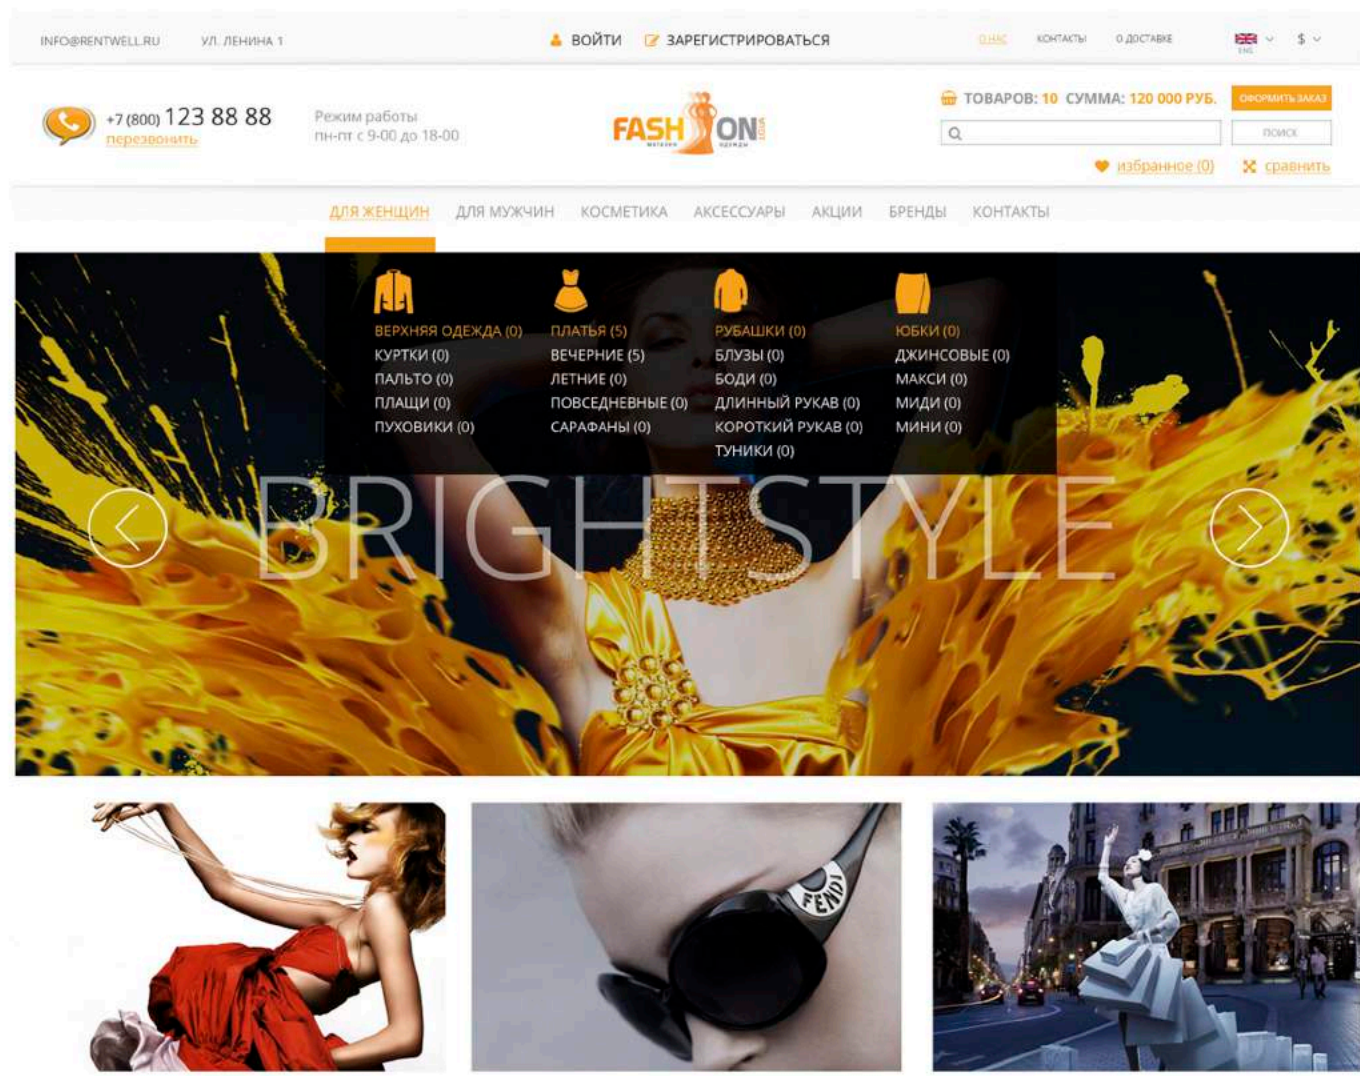 INFO@RENTWELL.RU
УЛ. ЛЕНИНА 1
ВОЙТИ
ЗАРЕГИСТРИРОВАТЬСЯ
О НАС
КОНТАКТЫ
О ДОСТАВКЕ
ENG
$
+7 (800) 123 88 88
перезвонить
Режим работы
пн-пт с 9-00 до 18-00
FASHION
МАГАЗИН ОДЕЖДЫ
ТОВАРОВ: 10 СУММА: 120 000 РУБ.
ОФОРМИТЬ ЗАКАЗ
ПОИСК
избранное (0)
сравнить
ДЛЯ ЖЕНЩИН
ДЛЯ МУЖЧИН
КОСМЕТИКА
АКСЕССУАРЫ
АКЦИИ
БРЕНДЫ
КОНТАКТЫ
ВЕРХНЯЯ ОДЕЖДА (0)
КУРТКИ (0)
ПАЛЬТО (0)
ПЛАЩИ (0)
ПУХОВИКИ (0)
ПЛАТЬЯ (5)
ВЕЧЕРНИЕ (5)
ЛЕТНИЕ (0)
ПОВСЕДНЕВНЫЕ (0)
САРАФАНЫ (0)
РУБАШКИ (0)
БЛУЗЫ (0)
БОДИ (0)
ДЛИННЫЙ РУКАВ (0)
КОРОТКИЙ РУКАВ (0)
ТУНИКИ (0)
ЮБКИ (0)
ДЖИНСОВЫЕ (0)
МАКСИ (0)
МИДИ (0)
МИНИ (0)
BRIGHTSTYLE
FENDI